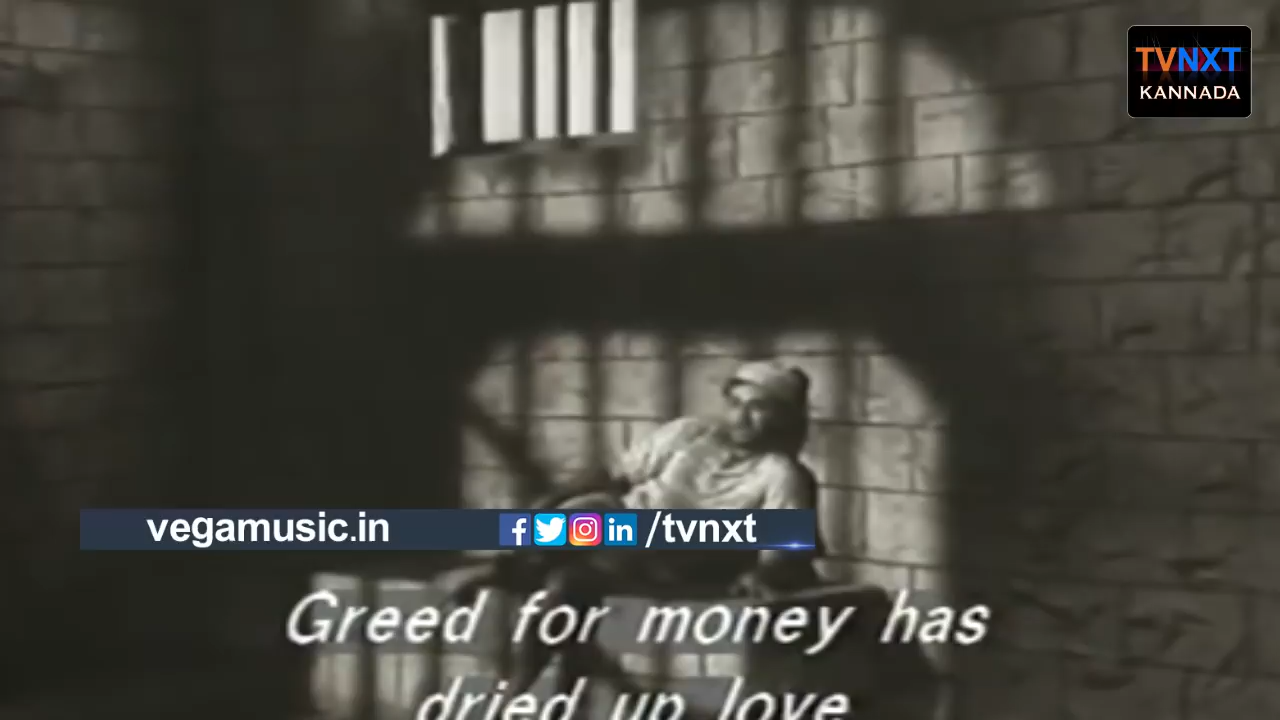 TVNXT
KANNADA
vegamusic.in
/tvnxt
Greed for money has
dried up love